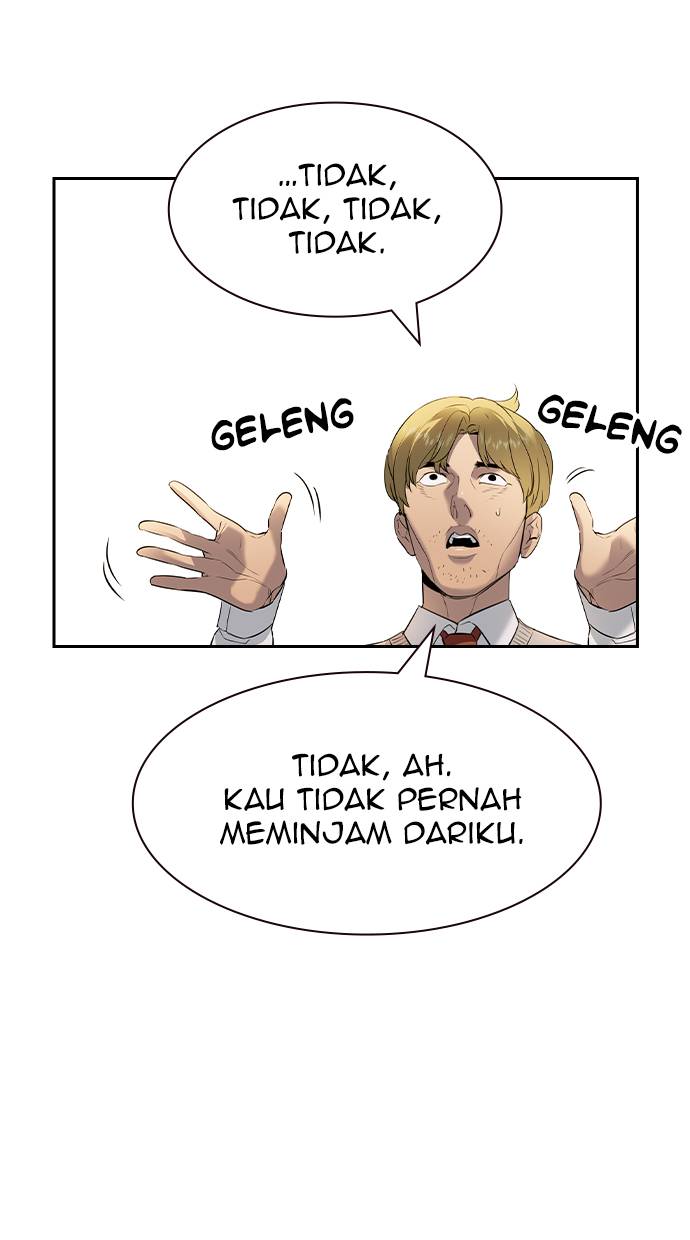 ...TIDAK,
TIDAK, TIDAK,
TIDAK.
GELENG
GELENG
TIDAK, AH.
KAU TIDAK PERNAH
MEMINJAM DARIKU.